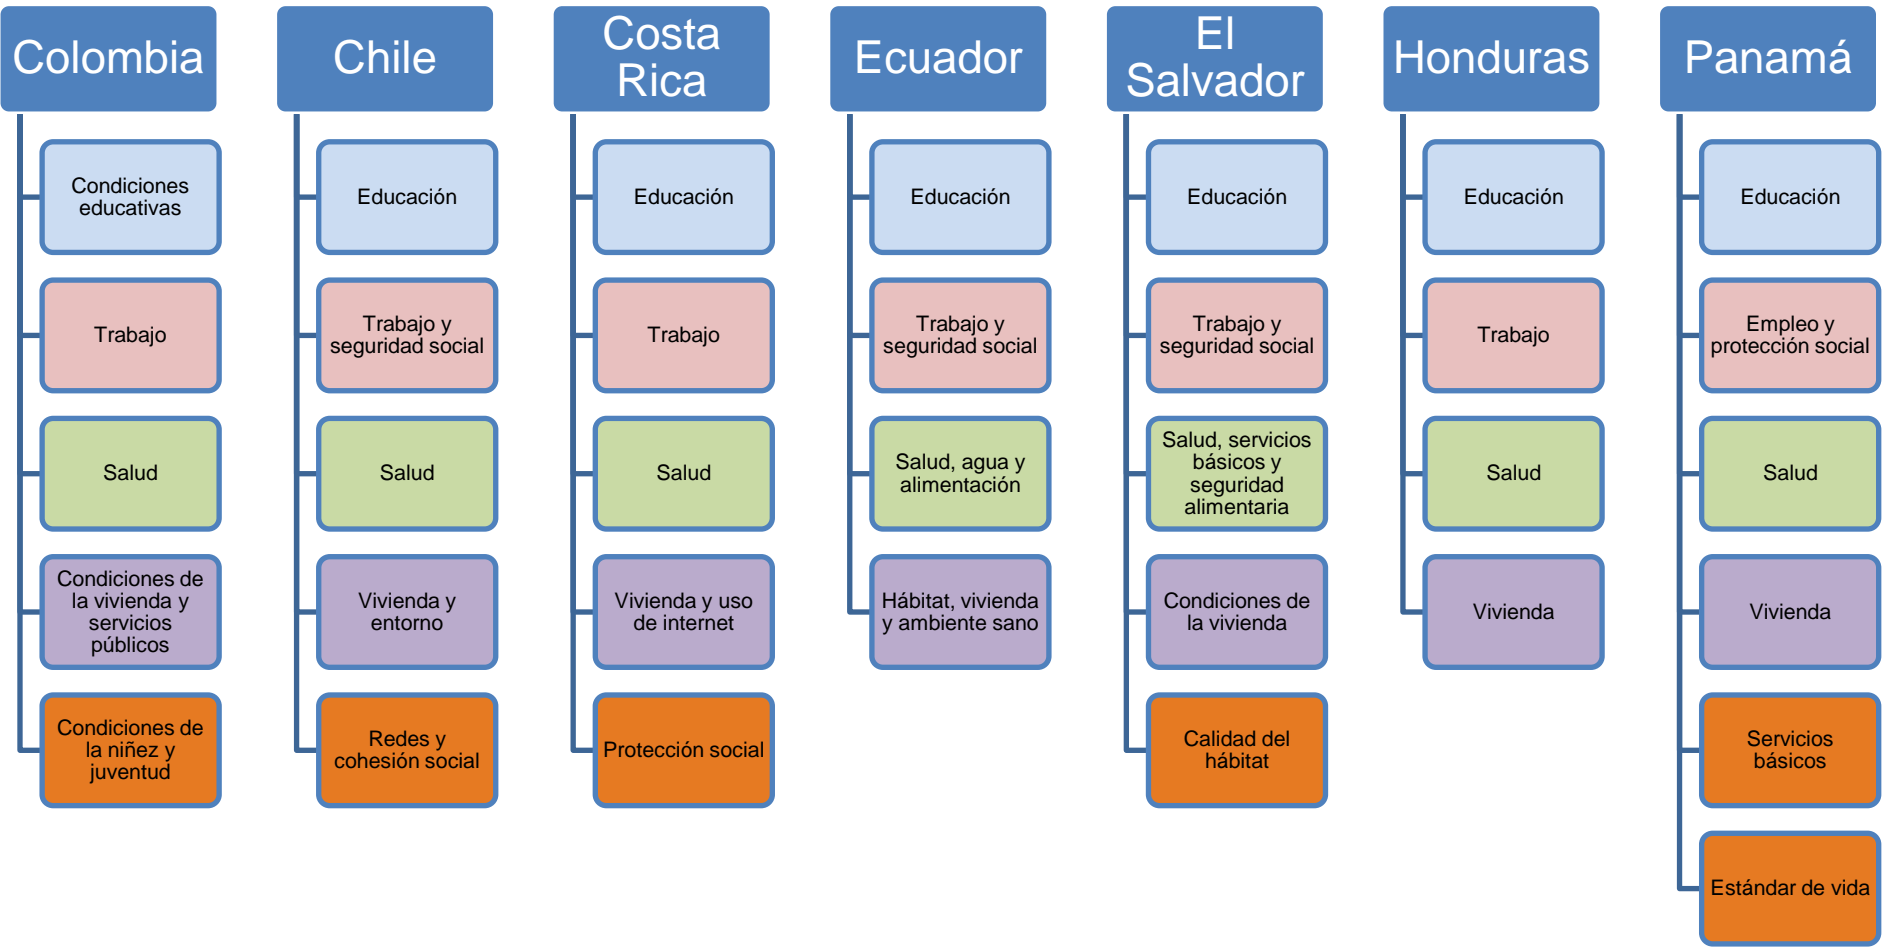 Colombia
Condiciones
educativas
Trabajo
Salud
Condiciones de
la vivienda y
servicios
públicos
Condiciones de
la niñez y
juventud
Chile
Educación
Trabajo y
seguridad social
Salud
Vivienda y
entorno
Redes y
cohesión social
Costa
Rica
Educación
Trabajo
Salud
Vivienda y uso
de internet
Protección social
Ecuador
Educación
Trabajo y
seguridad social
Salud, agua y
alimentación
Hábitat, vivienda
y ambiente sano
El
Salvador
Educación
Trabajo y
seguridad social
Salud, servicios
básicos y
seguridad
alimentaria
Condiciones de
la vivienda
Calidad del
hábitat
Honduras
Educación
Trabajo
Salud
Vivienda
Panamá
Educación
Empleo y
protección social
Salud
Vivienda
Servicios
básicos
Estándar de vida